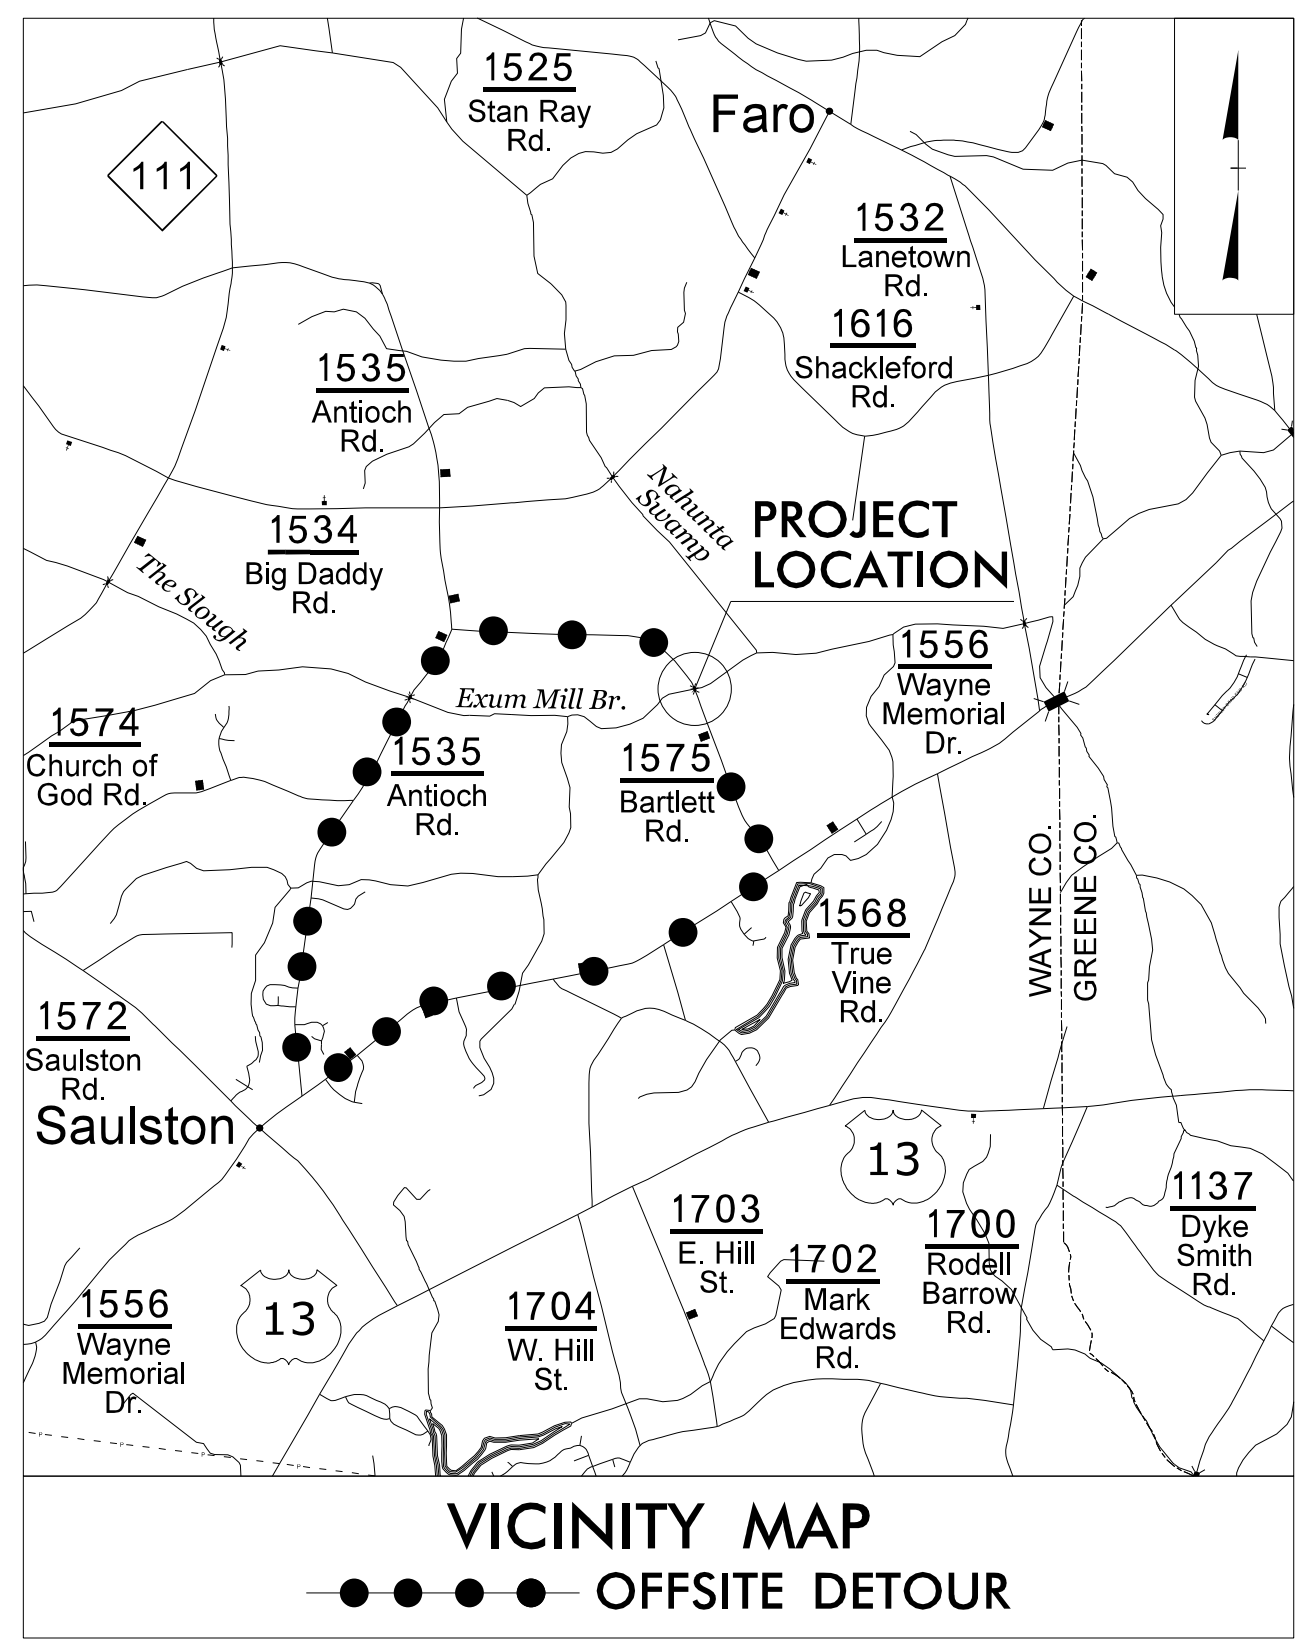 1525
Stan Ray
Rd.
Faro
111
1532
Lanetown
Rd.
1616
Shackleford
Rd.
1535
Antioch
Rd.
Nahunta
Swamp
PROJECT
LOCATION
1534
Big Daddy
Rd.
The Slough
1556
Wayne
Memorial
Dr.
Exum Mill Br.
1574
Church of
God Rd.
1535
Antioch
Rd.
1575
Bartlett
Rd.
WAYNE CO.
GREENE CO.
1568
True
Vine
Rd.
1572
Saulston
Rd.
Saulston
13
1137
Dyke
Smith
Rd.
1703
E. Hill
St.
1700
Rodell
Barrow
Rd.
1702
Mark
Edwards
Rd.
13
1704
W. Hill
St.
1556
Wayne
Memorial
Dr.
P
P
P
P
VICINITY MAP
OFFSITE DETOUR